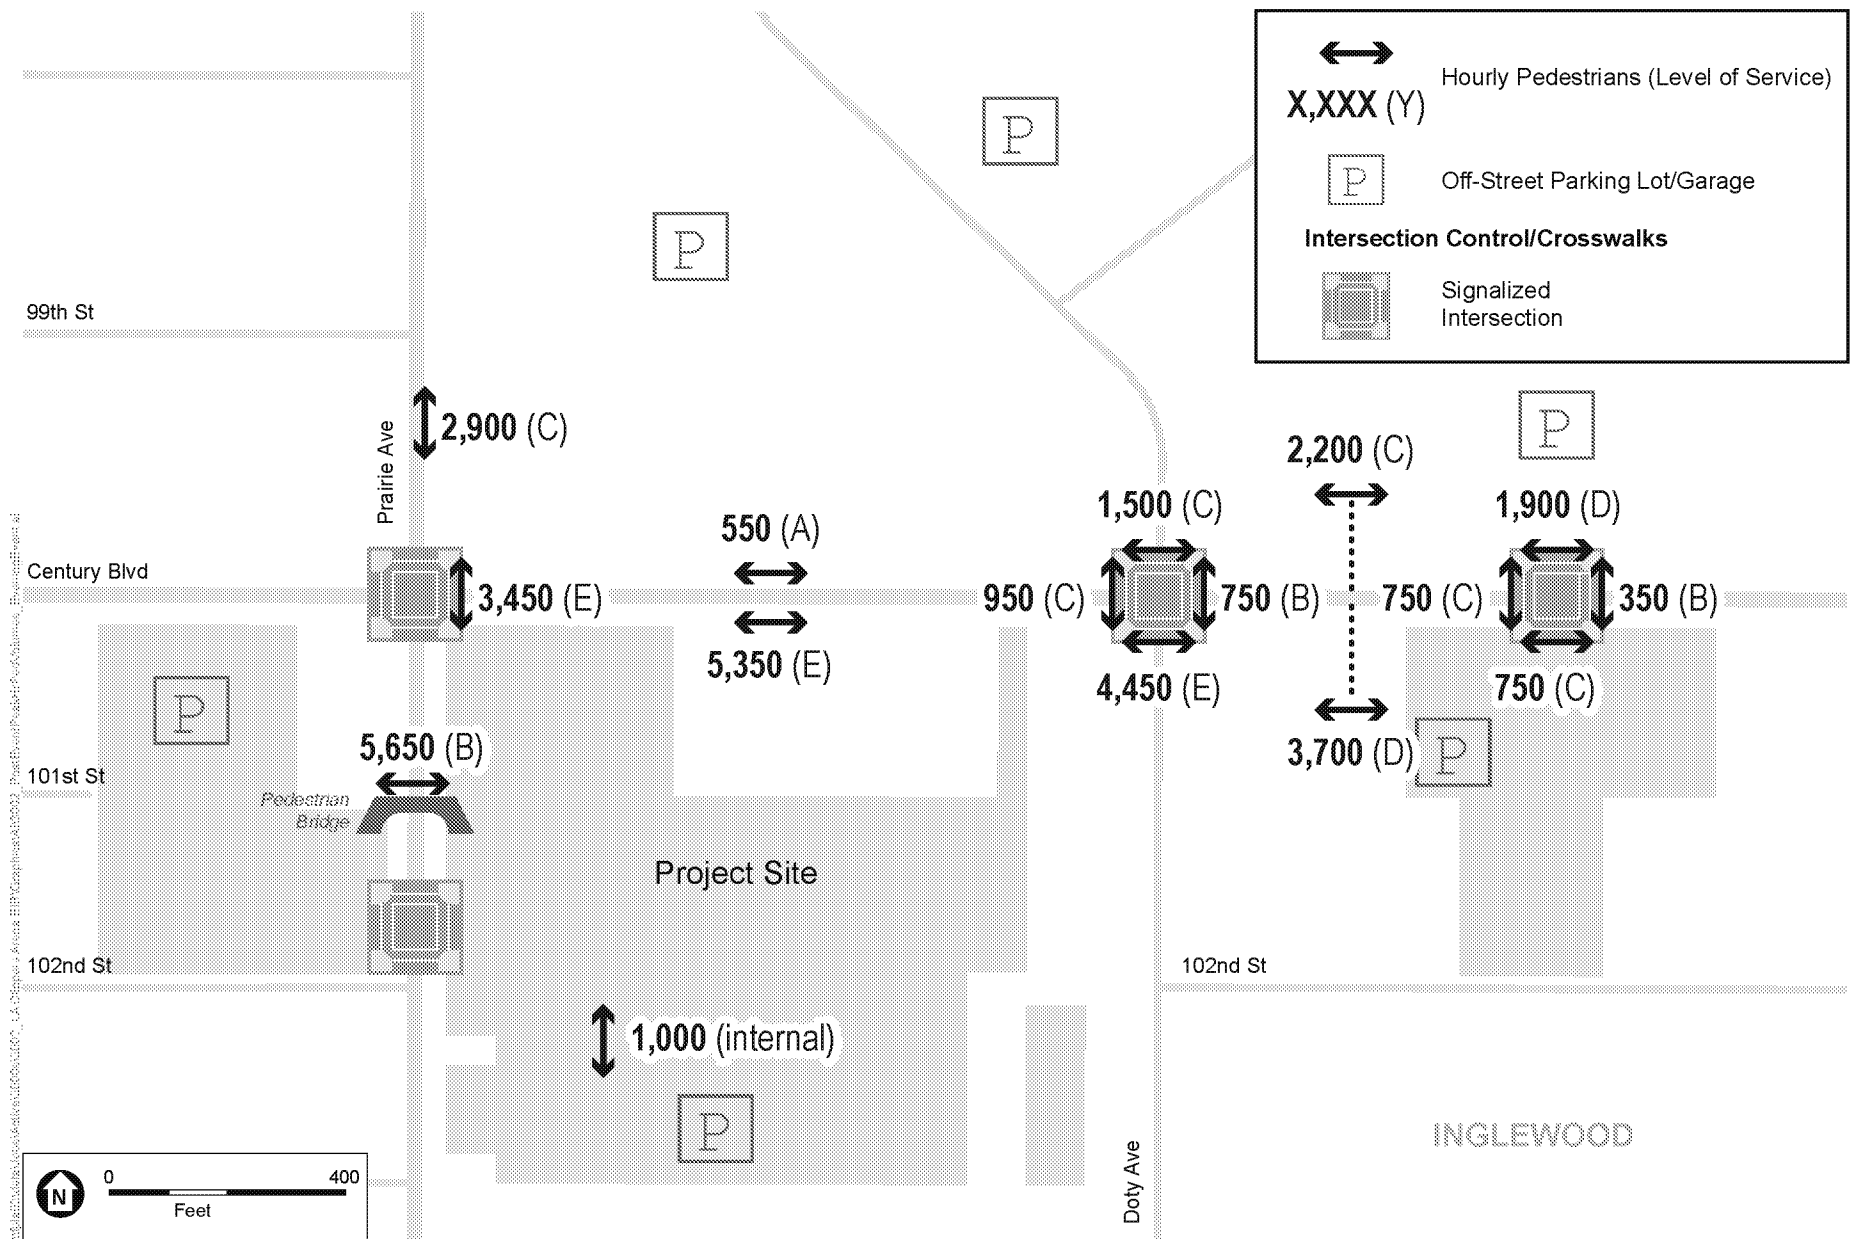 Hourly Pedestrians (Level of Service)
X,XXX (Y)
P
P
Off-Street Parking Lot/Garage
P
Intersection Control/Crosswalks
Signalized
Intersection
99th St
2,900 (C)
Prairie Ave
P
2,200 (C)
550 (A)
1,500 (C)
1,900 (D)
Century Blvd
3,450 (E)
950 (C)
750 (B)
750 (C)
350 (B)
5,350 (E)
4,450 (E)
750 (C)
P
5,650 (B)
3,700 (D)
P
101st St
Pedestrian
Bridge
Project Site
102nd St
102nd St
1,000 (internal)
P
INGLEWOOD
Doty Ave
N
0
400
Feet